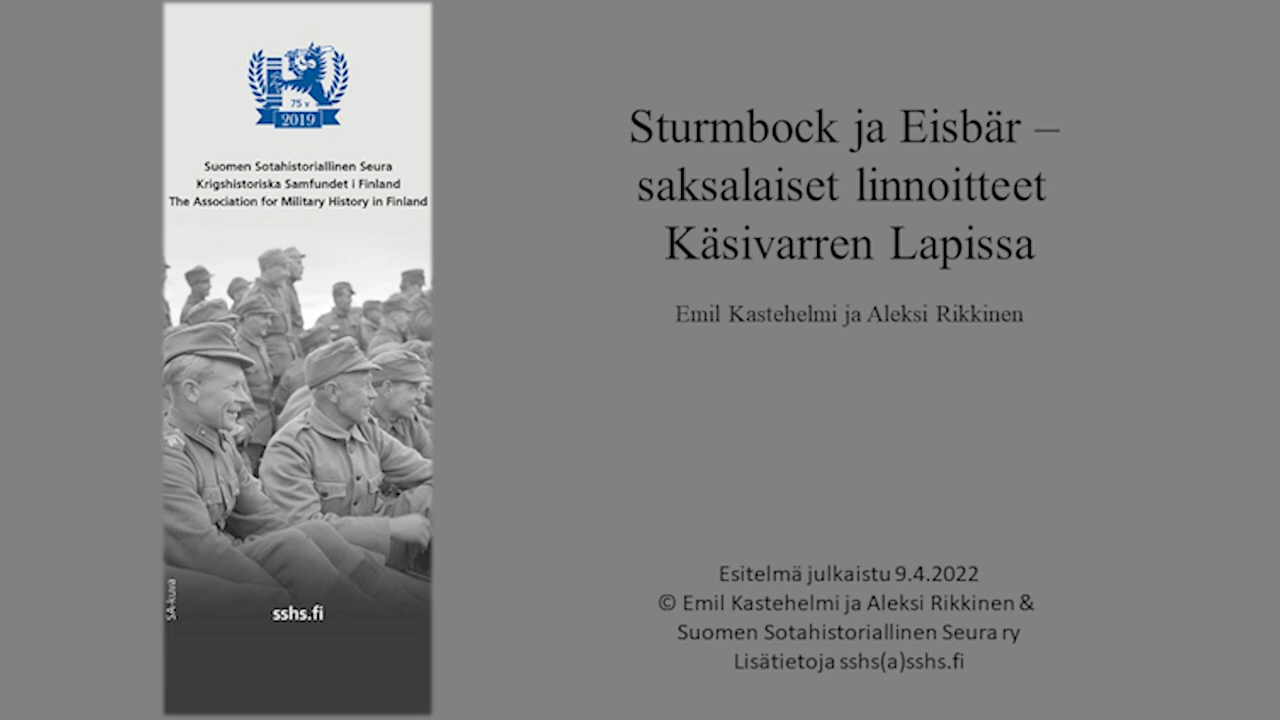 75 v
2019
Suomen Sotahistoriallinen Seura
Krigshistoriska Samfundet i Finland
The Association for Military History in Finland
SA-kuva
sshs.fi
Sturmbock ja Eisbär –
saksalaiset linnoitteet
Käsivarren Lapissa
Emil Kastehelmi ja Aleksi Rikkinen
Esitelmä julkaistu 9.4.2022
© Emil Kastehelmi ja Aleksi Rikkinen &
Suomen Sotahistoriallinen Seura ry
Lisätietoja sshs(a)sshs.fi